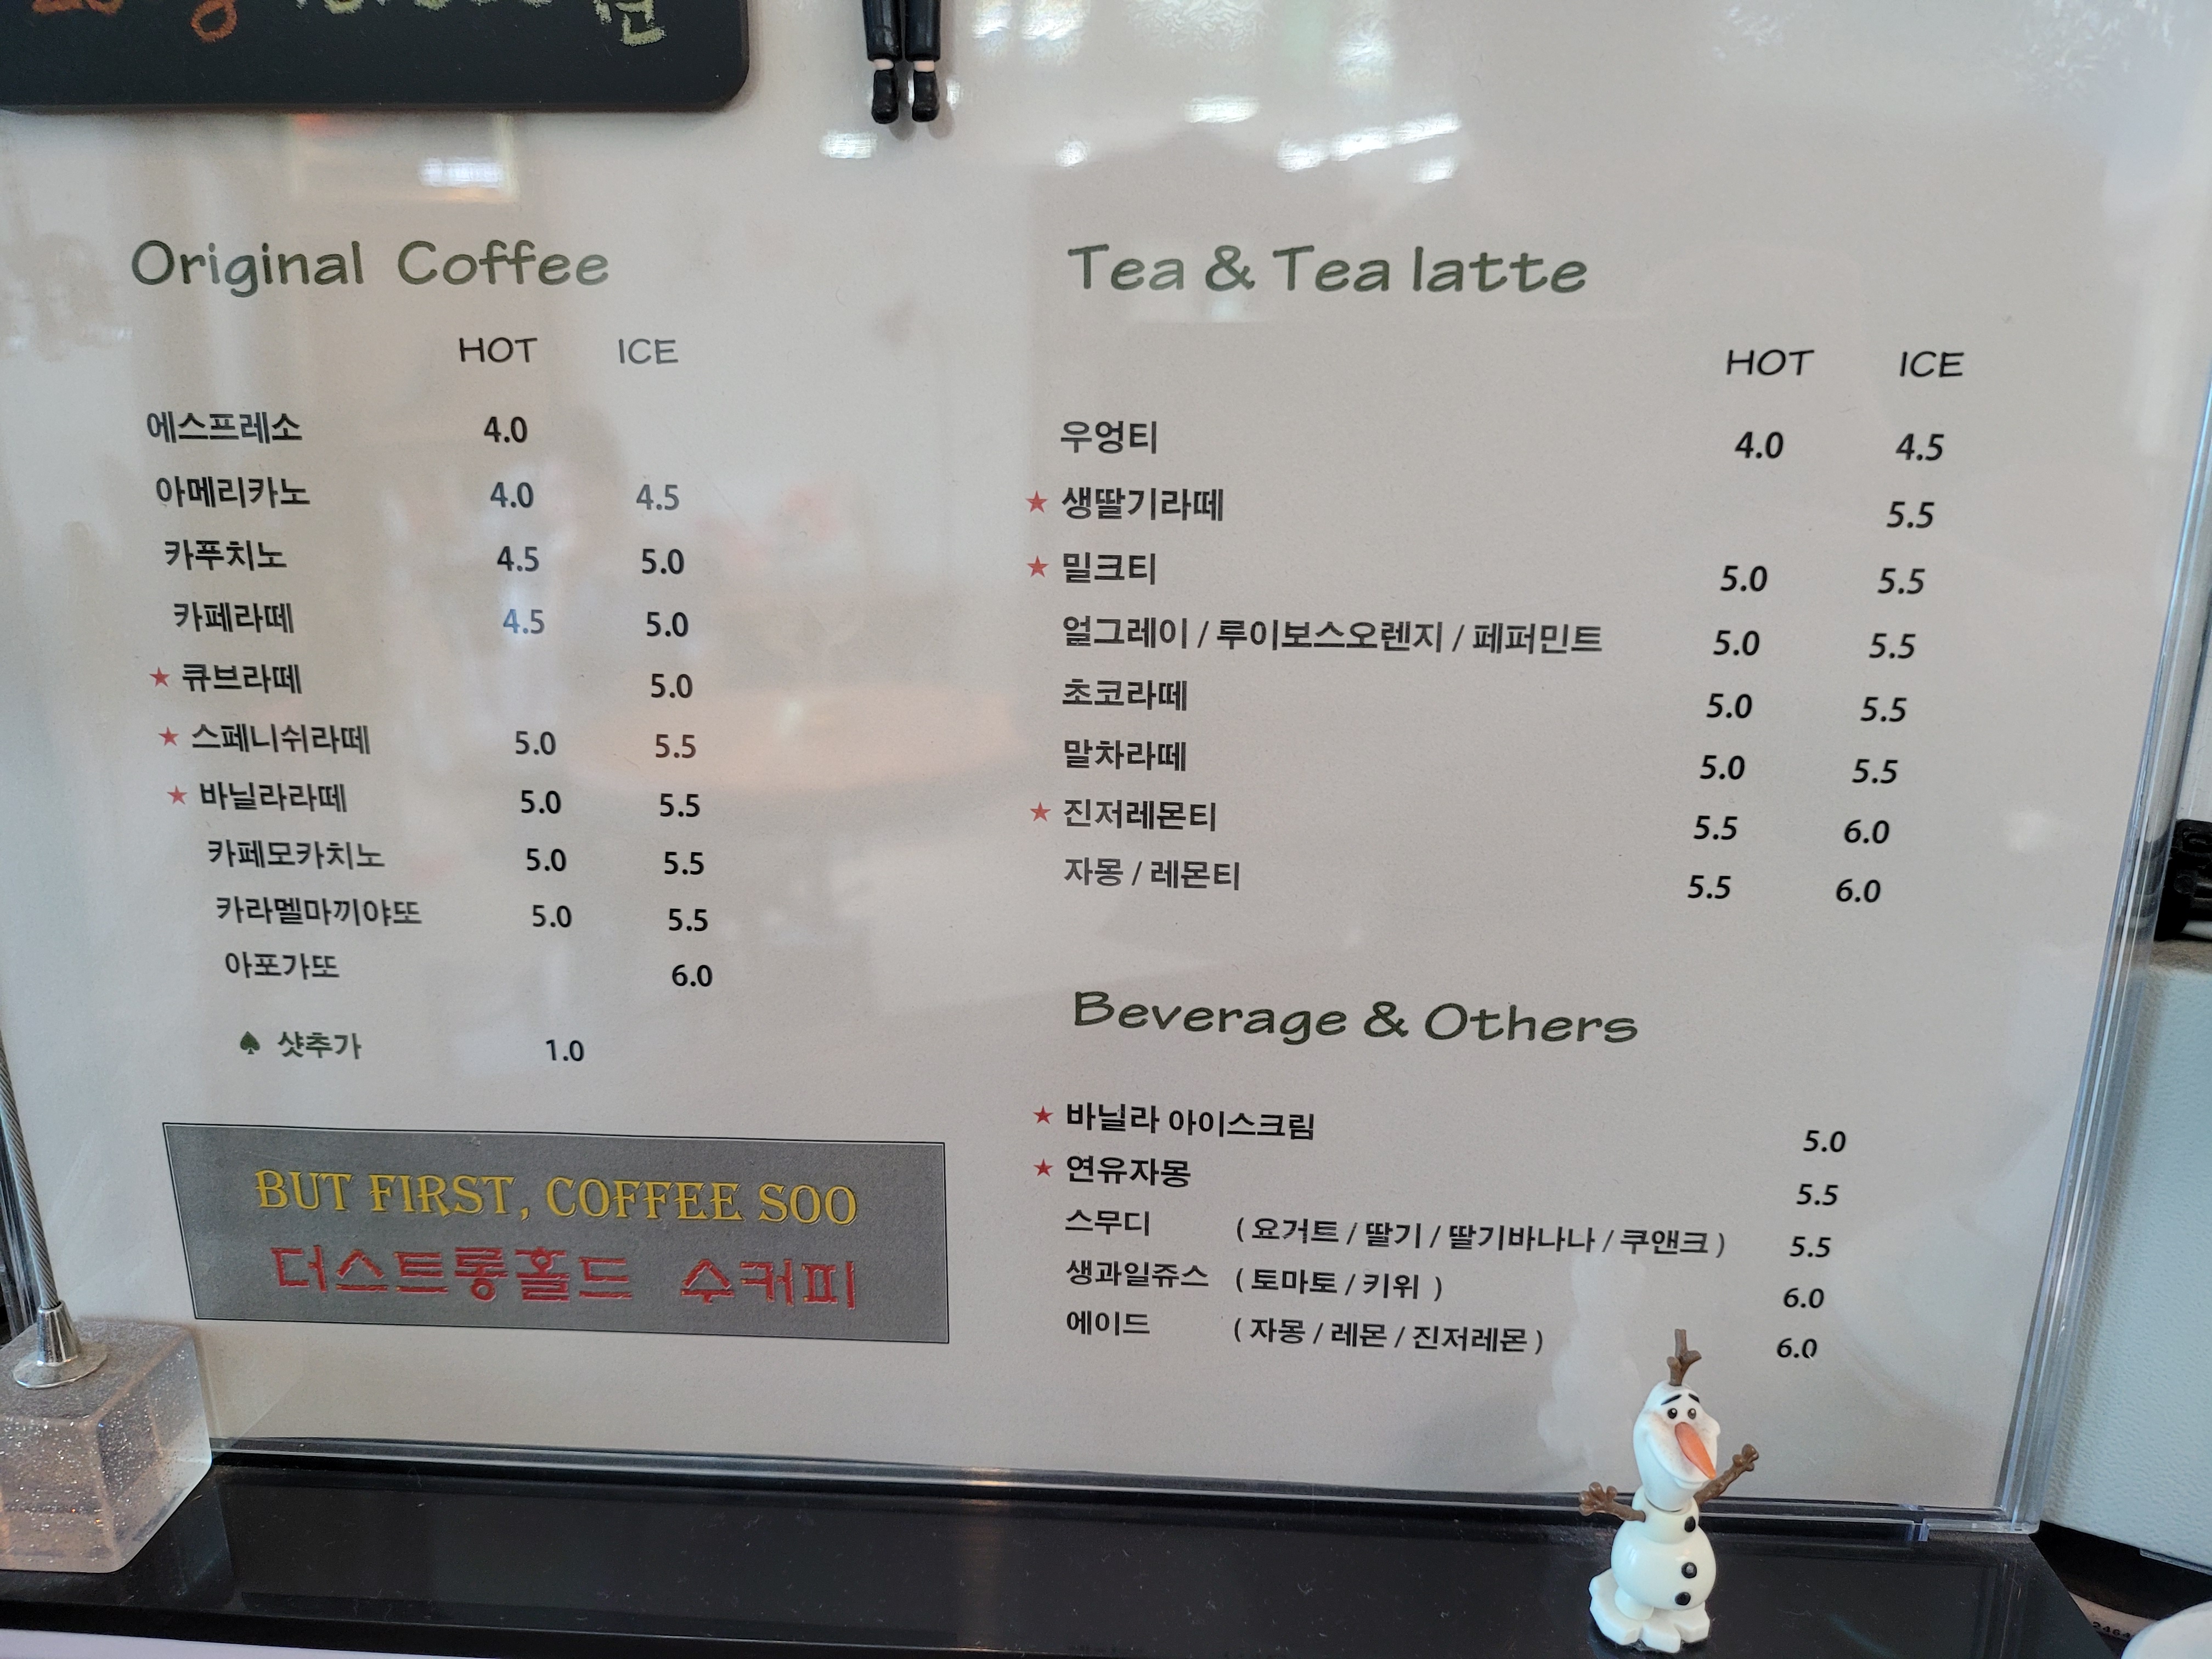 Original Coffee
HOT ICE
에스프레소 4.0
아메리카노 4.0 4.5
카푸치노 4.5 5.0
카페라떼 4.5 5.0
★ 큐브라떼 5.0
★ 스페니쉬라떼 5.0 5.5
★ 바닐라라떼 5.0 5.5
카페모카치노 5.0 5.5
카라멜마끼야또 5.0 5.5
아포가또 6.0
♠ 샷추가 1.0
BUT FIRST, COFFEE SOO
더스트롱홀드 수커피
Tea & Tea latte
HOT ICE
우엉티 4.0 4.5
★ 생딸기라떼 5.5
★ 밀크티 5.0 5.5
얼그레이 / 루이보스오렌지 / 페퍼민트 5.0 5.5
초코라떼 5.0 5.5
말차라떼 5.0 5.5
★ 진저레몬티 5.5 6.0
자몽 / 레몬티 5.5 6.0
Beverage & Others
★ 바닐라 아이스크림 5.0
★ 연유자몽 5.5
스무디 ( 요거트 / 딸기 / 딸기바나나 / 쿠앤크 ) 5.5
생과일쥬스 ( 토마토 / 키위 ) 6.0
에이드 ( 자몽 / 레몬 / 진저레몬 ) 6.0